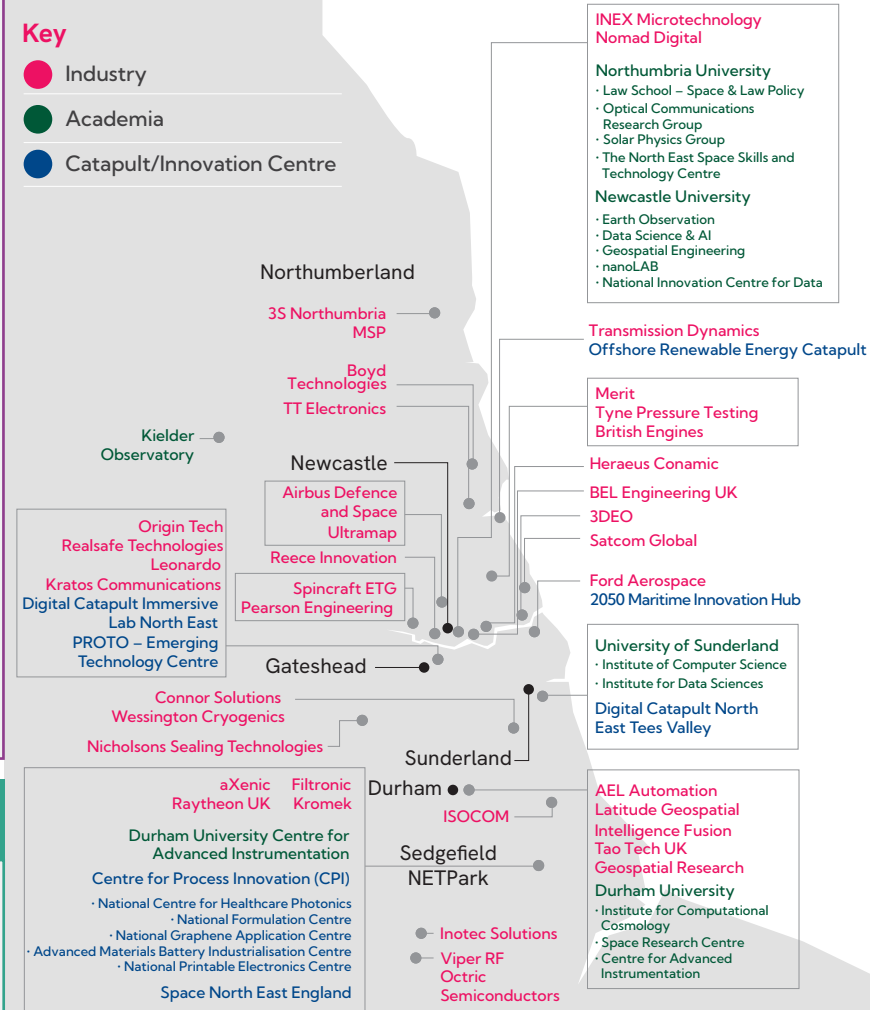 Key
Industry
Academia
Catapult/Innovation Centre
INEX Microtechnology
Nomad Digital
Northumbria University
· Law School – Space & Law Policy
· Optical Communications
Research Group
· Solar Physics Group
· The North East Space Skills and
Technology Centre
Newcastle University
· Earth Observation
· Data Science & AI
· Geospatial Engineering
· nanoLAB
· National Innovation Centre for Data
Northumberland
3S Northumbria
MSP
Boyd
Technologies
TT Electronics
Kielder
Observatory
Newcastle
Airbus Defence
and Space
Ultramap
Reece Innovation
Spincraft ETG
Pearson Engineering
Origin Tech
Realsafe Technologies
Leonardo
Kratos Communications
Digital Catapult Immersive
Lab North East
PROTO – Emerging
Technology Centre
Gateshead
Connor Solutions
Wessington Cryogenics
Nicholsons Sealing Technologies
Transmission Dynamics
Offshore Renewable Energy Catapult
Merit
Tyne Pressure Testing
British Engines
Heraeus Conamic
BEL Engineering UK
3DEO
Satcom Global
Ford Aerospace
2050 Maritime Innovation Hub
University of Sunderland
· Institute of Computer Science
· Institute for Data Sciences
Digital Catapult North
East Tees Valley
Sunderland
Durham
ISOCOM
Sedgefield
NETPark
aXenic Filtronic
Raytheon UK Kromek
Durham University Centre for
Advanced Instrumentation
Centre for Process Innovation (CPI)
· National Centre for Healthcare Photonics
· National Formulation Centre
· National Graphene Application Centre
· Advanced Materials Battery Industrialisation Centre
· National Printable Electronics Centre
Space North East England
Inotec Solutions
Viper RF
Octric
Semiconductors
AEL Automation
Latitude Geospatial
Intelligence Fusion
Tao Tech UK
Geospatial Research
Durham University
· Institute for Computational
Cosmology
· Space Research Centre
· Centre for Advanced
Instrumentation